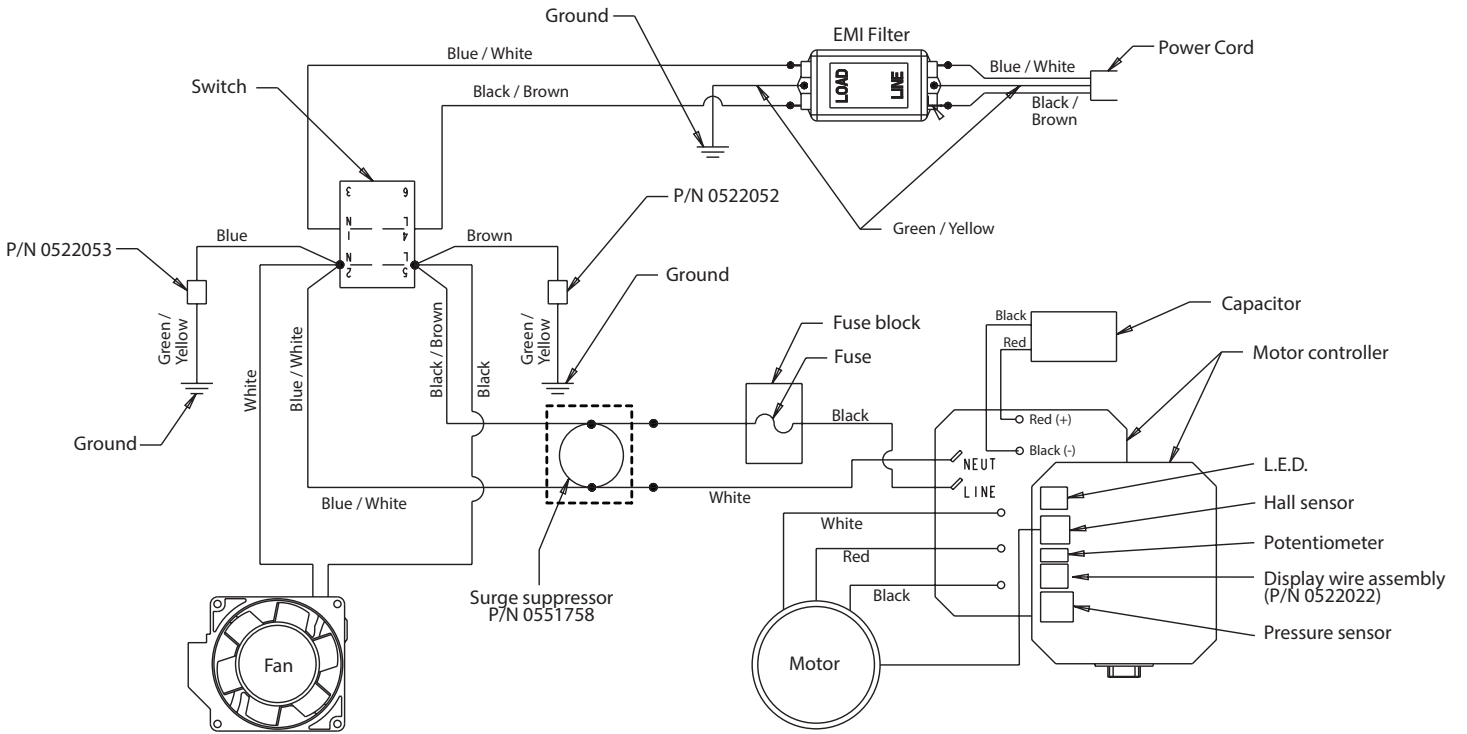 Ground
EMI Filter
Power Cord
Blue / White
Blue / White
Switch
LOAD
LINE
Black / Brown
Black /
Brown
3
6
P/N 0522052
N
L
1
4
Green / Yellow
P/N 0522053
Blue
Brown
N
L
2
5
Ground
Green /
Yellow
White
Blue / White
Black / Brown
Black
Green /
Yellow
Fuse block
Fuse
Black
Red
Capacitor
Motor controller
Ground
Black
Red (+)
Black (-)
NEUT
LINE
L.E.D.
Blue / White
White
Hall sensor
White
Potentiometer
Red
Display wire assembly
(P/N 0522022)
Black
Surge suppressor
P/N 0551758
Pressure sensor
Fan
Motor